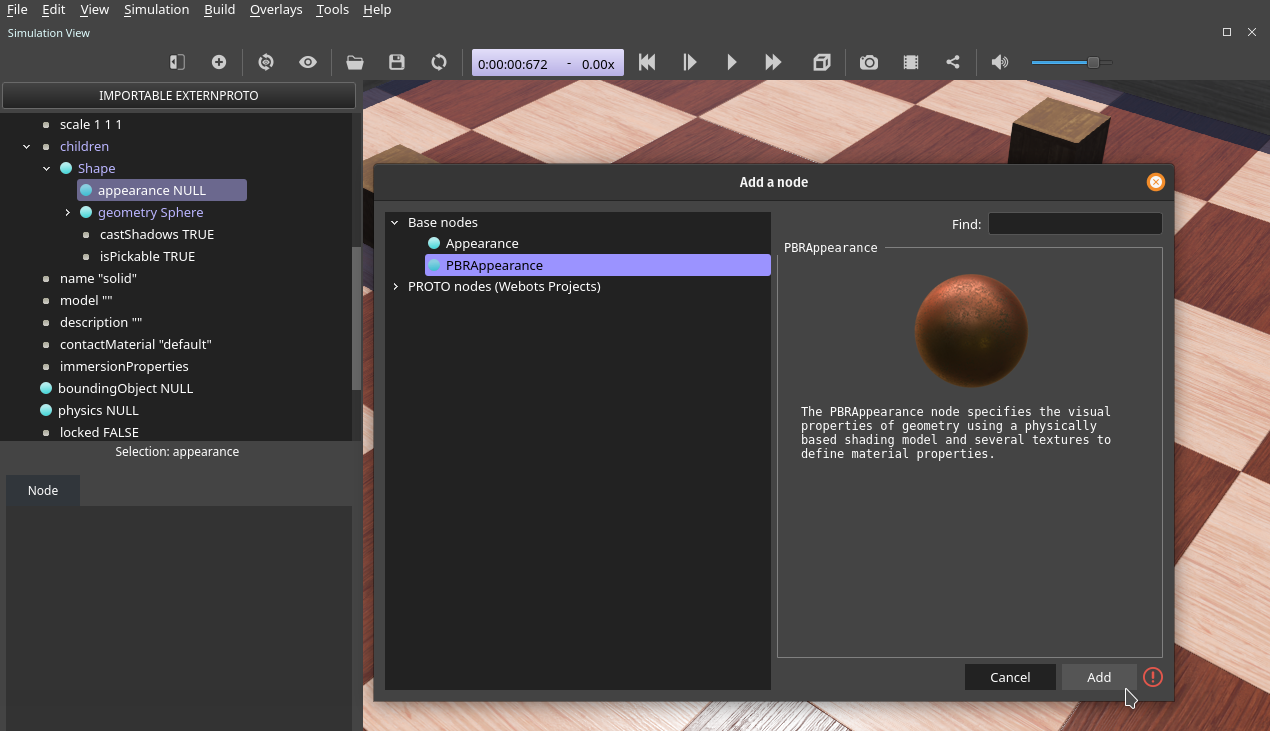 File Edit View Simulation Build Overlays Tools Help
Simulation View
0:00:00:672 - 0.00x
IMPORTABLE EXTERNPROTO
scale 1 1 1
children
Shape
appearance NULL
geometry Sphere
castShadows TRUE
isPickable TRUE
name "solid"
model ""
description ""
contactMaterial "default"
immersionProperties
boundingObject NULL
physics NULL
locked FALSE
Selection: appearance
Node
Add a node
Base nodes
Appearance
PBRAppearance
PROTO nodes (Webots Projects)
Find:
PBRAppearance
The PBRAppearance node specifies the visual
properties of geometry using a physically
based shading model and several textures to
define material properties.
Cancel Add